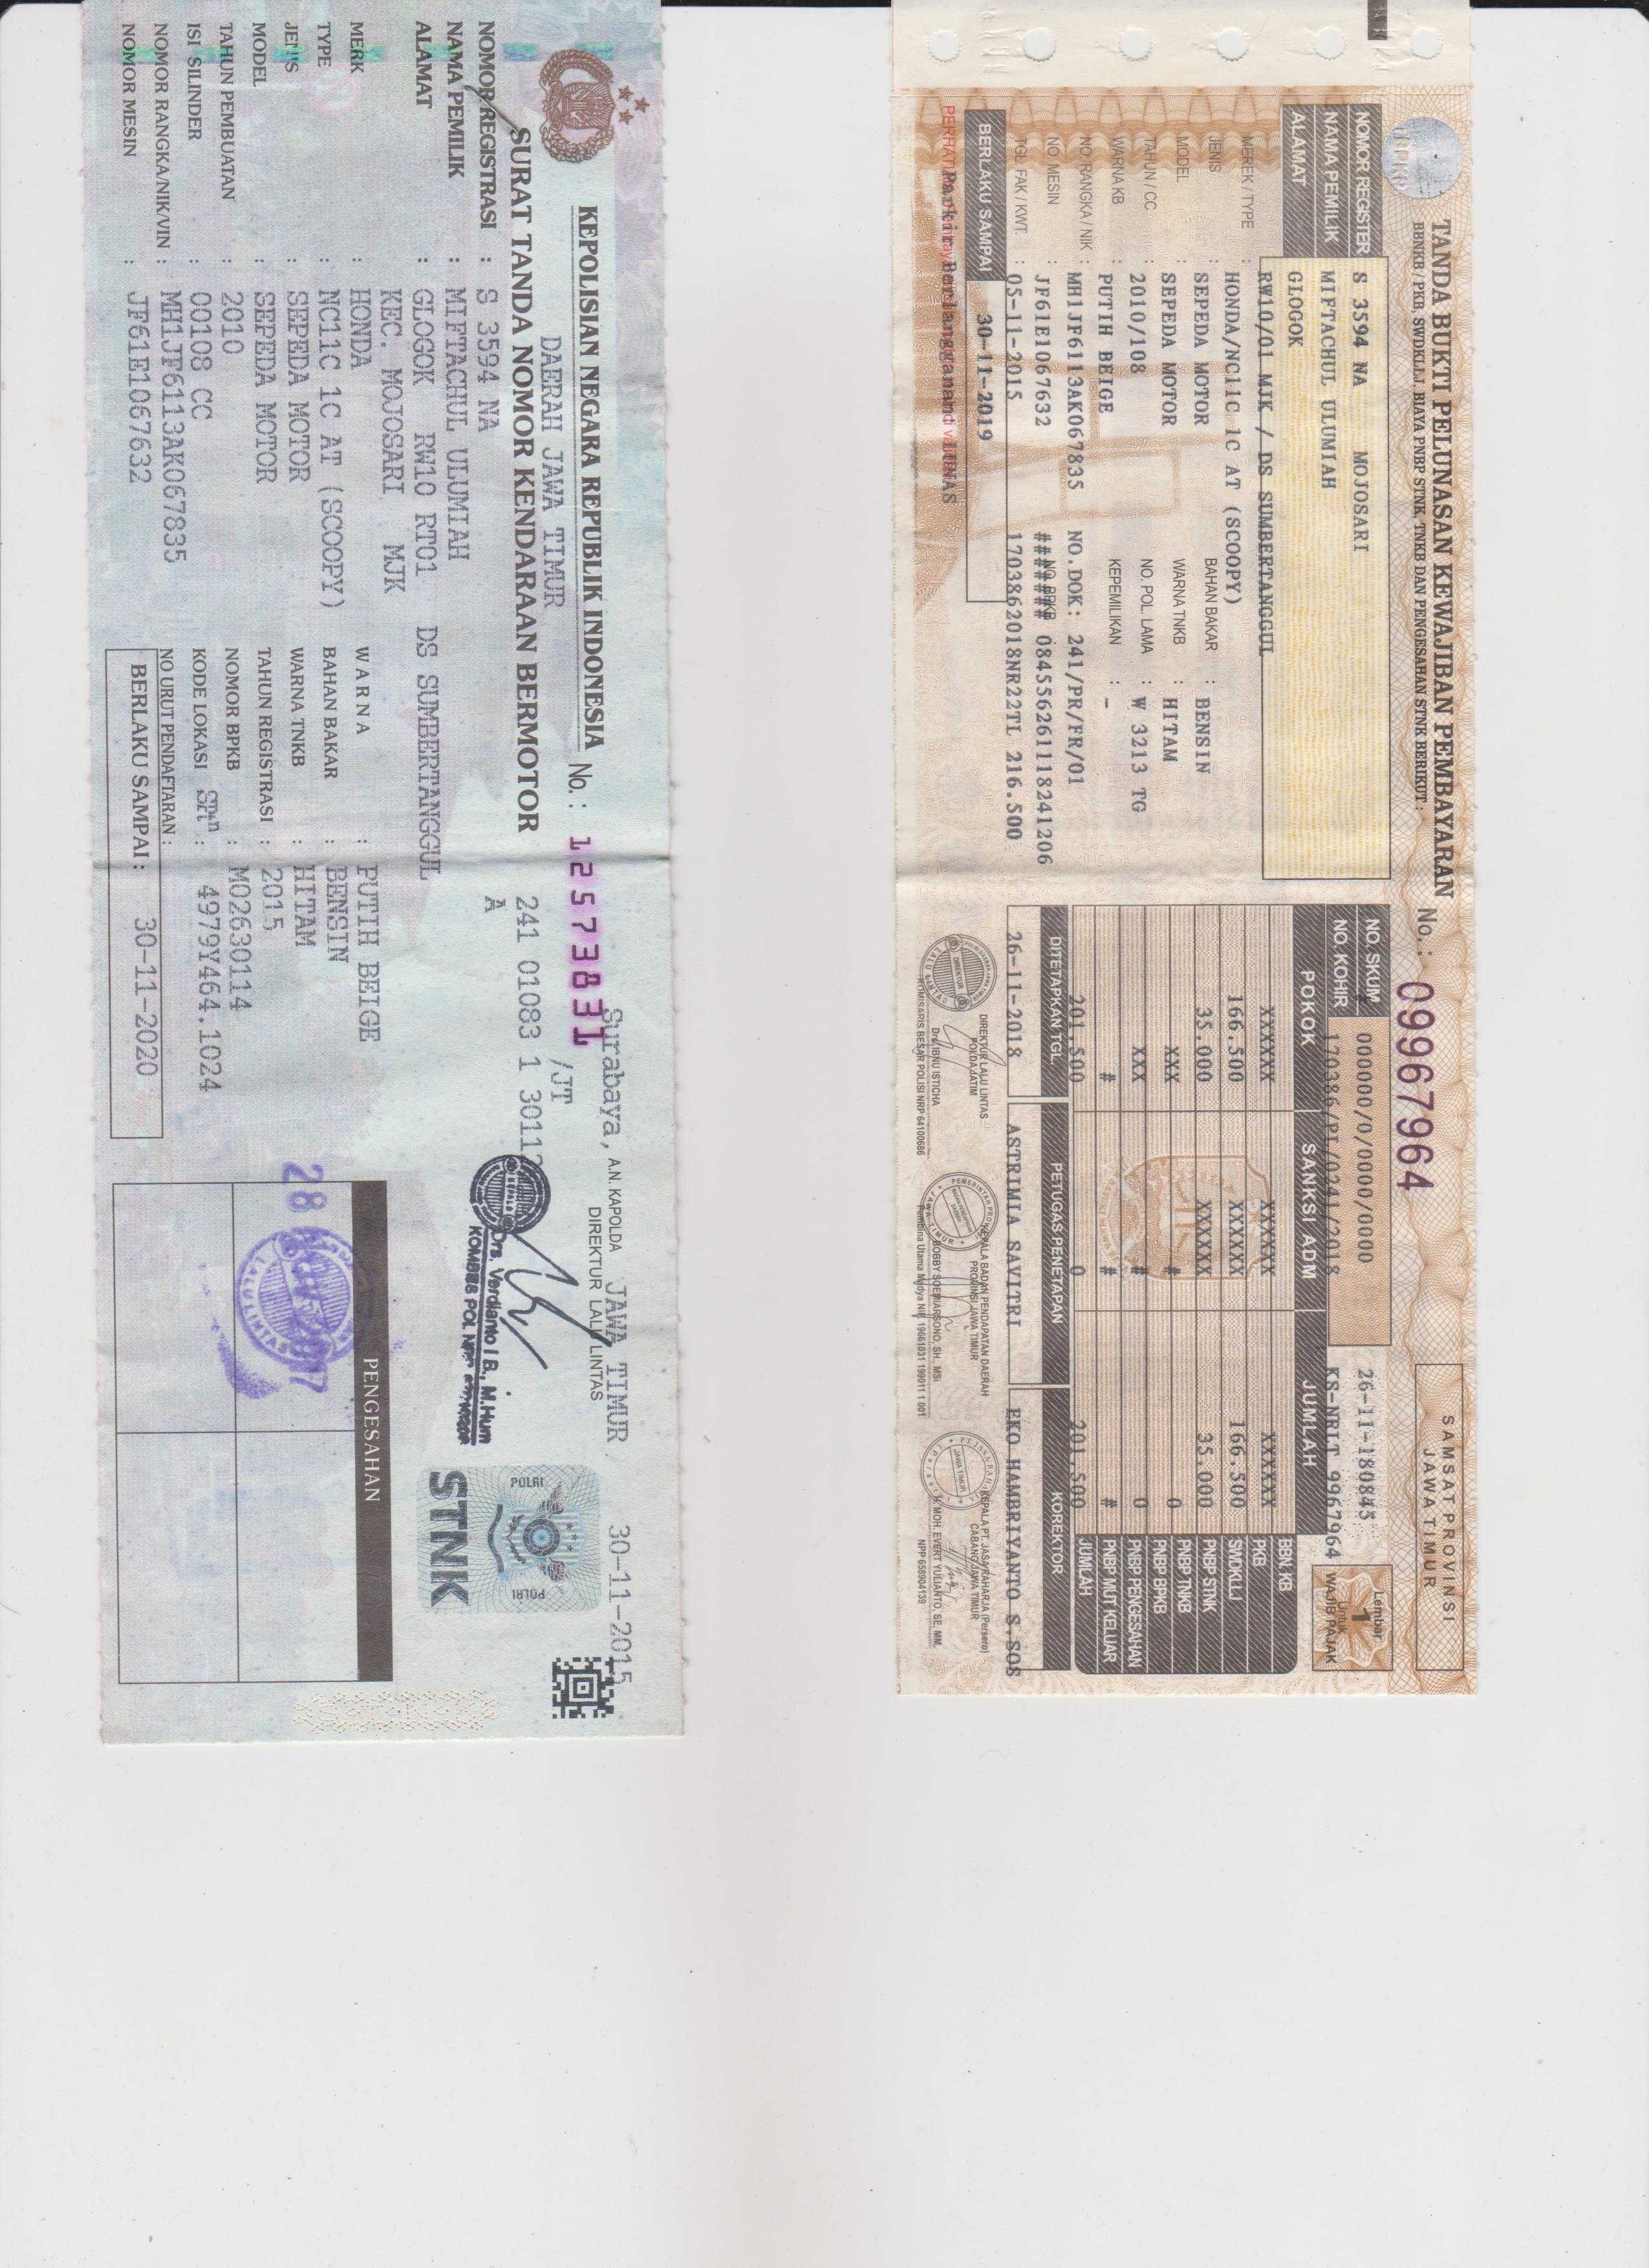 TANDA BUKTI PELUNASAN KEWAJIBAN PEMBAYARAN No. : 09967964
BBNKB / PKB, SWDKLLJ, BIAYA PNBP STNK, TNKB DAN PENGESAHAN STNK BERIKUT :
SAMSAT PROVINSI
JAWA TIMUR
NOMOR REGISTER S 3594 NA MOJOSARI
NAMA PEMILIK MIFTACHUL ULUMIAH
ALAMAT GLOGOK
RW10/01 MJK / DS SUMBERTANGGUL
NO. SKUM 000000/0/0000/0000 26-11-180845
NO. KOHIR 170386/PL/0241/2018 KS-NRLT 9967964
Lembar
1
Untuk
WAJIB PAJAK
MEREK / TYPE : HONDA/NC11C 1C AT (SCOOPY)
JENIS : SEPEDA MOTOR BAHAN BAKAR : BENSIN
MODEL : SEPEDA MOTOR WARNA TNKB : HITAM
TAHUN / CC : 2010/108 NO. POL. LAMA : W 3213 TG
WARNA KB : PUTIH BEIGE KEPEMILIKAN : -
NO. RANGKA / NIK : MH1JF6113AK067835 NO.DOK: 241/PR/FR/01
NO. MESIN : JF61E1067632 NO. BPKB ####### 0845562611182412​06
TGL. FAK / KWT. : 05-11-2015 1703862018NR22TL 216.500
BERLAKU SAMPAI 30-11-2019
Parkir Berlangganan LUNAS
POKOK SANKSI ADM JUMLAH
XXXXXX XXXXXXX XXXXXX BBN KB
166.500 XXXXXX 166.500 PKB
35.000 XXXXXX 35.000 SWDKLLJ
PNBP STNK
XXX # 0 PNBP TNKB
XXX # 0 PNBP BPKB
PNBP PENGESAHAN
# # # PNBP MUT KELUAR
201.500 0 201.500 JUMLAH
DITETAPKAN TGL. PETUGAS PENETAPAN KOREKTOR
26-11-2018 ASTRIMIA SAVITRI EKO HAMBRIYANTO S,SOS
DIREKTUR LALU LINTAS
POLDA JATIM
Drs. IBNU ISTICHA
KOMISARIS BESAR POLISI NRP 64100686
KEPALA BADAN PENDAPATAN DAERAH
PROVINSI JAWA TIMUR
BOBBY SOEMIARSONO, SH., MSi
Pembina Utama Madya NIP. 19661031 199011 1 001
KEPALA PT. JASA RAHARJA (Persero)
CABANG JAWA TIMUR
H. MOH. EVERT YULIANTO, SE, MM.
NPP 658904139
KEPOLISIAN NEGARA REPUBLIK INDONESIA No. : 12573831
DAERAH JAWA TIMUR /JT
SURAT TANDA NOMOR KENDARAAN BERMOTOR 241 01083 1 3011
A
Surabaya, 30-11-2015
A.N. KAPOLDA JAWA TIMUR
DIREKTUR LALU LINTAS
Drs. Verdianto I B., M.Hum
KOMBES POL NRP
NOMOR REGISTRASI : S 3594 NA
NAMA PEMILIK : MIFTACHUL ULUMIAH
ALAMAT : GLOGOK RW10 RT01 DS SUMBERTANGGUL
KEC. MOJOSARI MJK
MERK : HONDA
TYPE : NC11C 1C AT (SCOOPY)
JENIS : SEPEDA MOTOR
MODEL : SEPEDA MOTOR
TAHUN PEMBUATAN : 2010
ISI SILINDER : 00108 CC
NOMOR RANGKA/NIK/VIN : MH1JF6113AK067835
NOMOR MESIN : JF61E1067632
WARNA : PUTIH BEIGE
BAHAN BAKAR : BENSIN
WARNA TNKB : HITAM
TAHUN REGISTRASI : 2015
NOMOR BPKB : M02630114
KODE LOKASI : 4979Y464.1024
NO URUT PENDAFTARAN :
BERLAKU SAMPAI : 30-11-2020
PENGESAHAN
28
LALU LINTAS
POLRI
POLRI
STNK